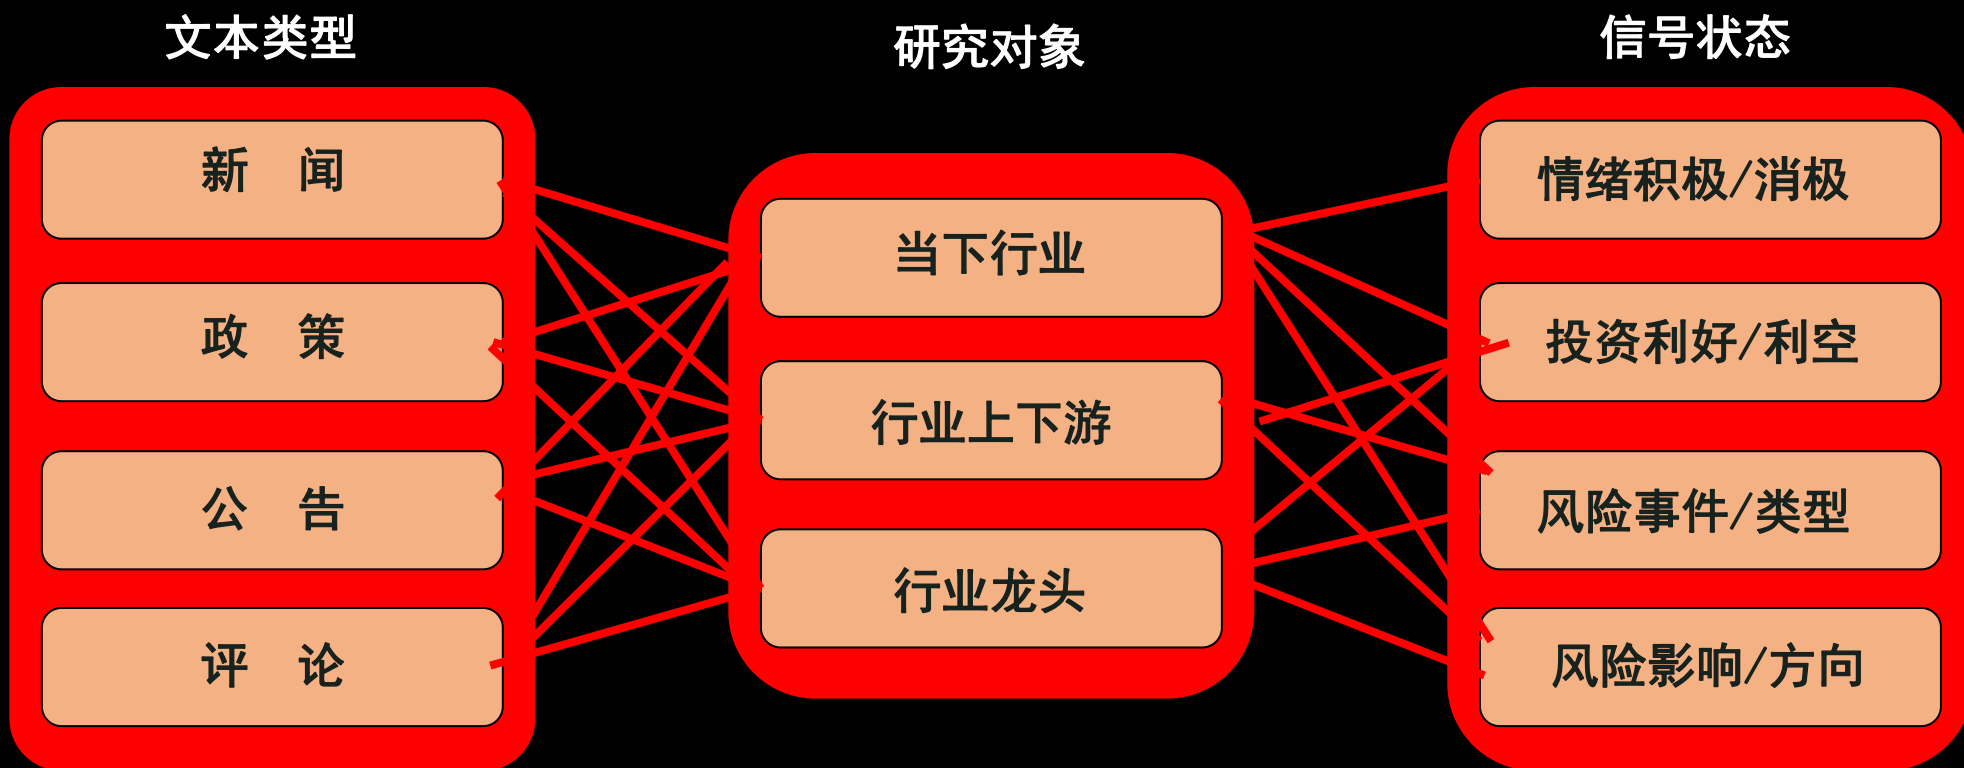 文本类型
新　闻
政　策
公　告
评　论
研究对象
当下行业
行业上下游
行业龙头
信号状态
情绪积极/消极
投资利好/利空
风险事件/类型
风险影响/方向